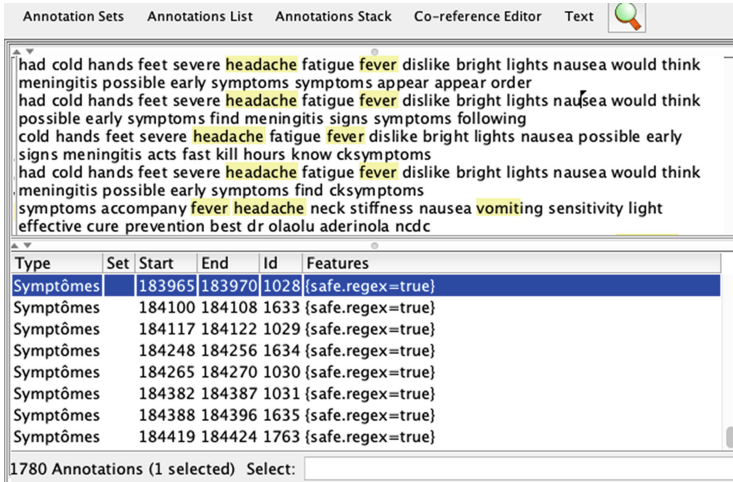 Annotation Sets Annotations List Annotations Stack Co-reference Editor Text
had cold hands feet severe headache fatigue fever dislike bright lights nausea would think
meningitis possible early symptoms symptoms appear appear order
had cold hands feet severe headache fatigue fever dislike bright lights nausea would think
possible early symptoms find meningitis signs symptoms following
cold hands feet severe headache fatigue fever dislike bright lights nausea possible early
signs meningitis acts fast kill hours know cksymptoms
had cold hands feet severe headache fatigue fever dislike bright lights nausea would think
meningitis possible early symptoms find cksymptoms
symptoms accompany fever headache neck stiffness nausea vomiting sensitivity light
effective cure prevention best dr olaolu aderinola ncdc
Type Set Start End Id Features
Symptômes 183965 183970 1028 {safe.regex=true}
Symptômes 184100 184108 1633 {safe.regex=true}
Symptômes 184117 184122 1029 {safe.regex=true}
Symptômes 184248 184256 1634 {safe.regex=true}
Symptômes 184265 184270 1030 {safe.regex=true}
Symptômes 184382 184387 1031 {safe.regex=true}
Symptômes 184388 184396 1635 {safe.regex=true}
Symptômes 184419 184424 1763 {safe.regex=true}
1780 Annotations (1 selected) Select: